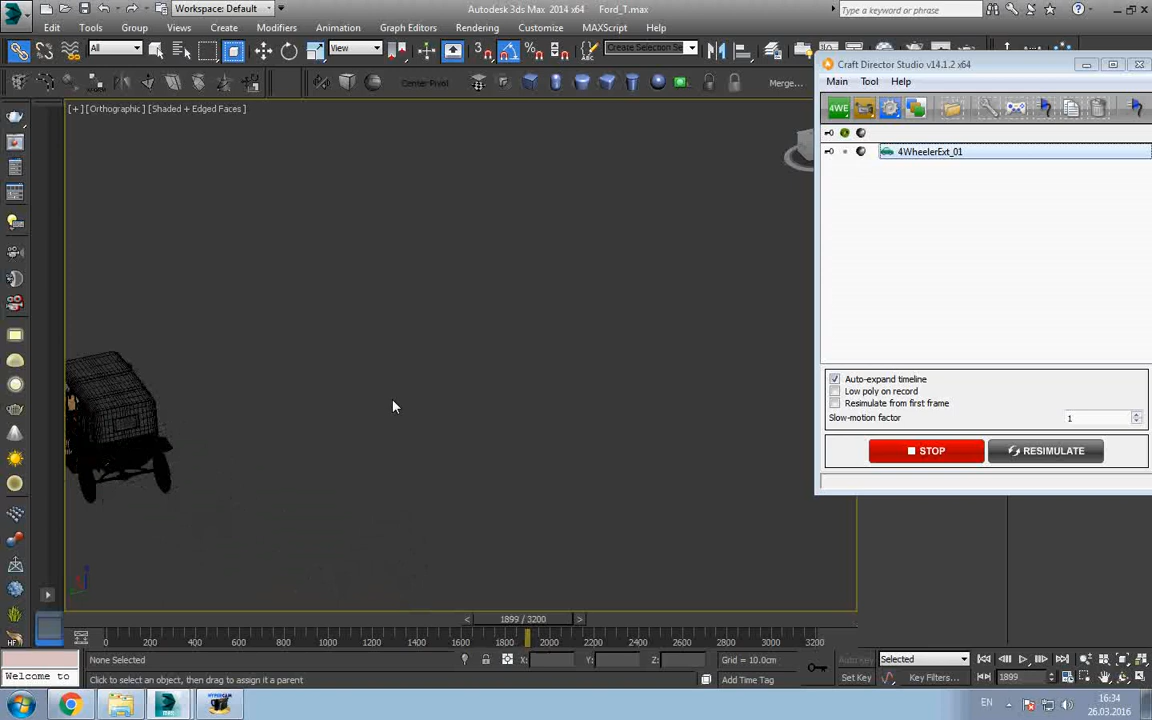 Workspace: Default
Autodesk 3ds Max 2014 x64 Ford_T.max
Type a keyword or phrase
Edit Tools Group Views Create Modifiers Animation Graph Editors Rendering Customize MAXScript Help
All
View
Create Selection Se
Center Pivot
Merge...
[+] [Orthographic] [Shaded + Edged Faces]
Craft Director Studio v14.1.2 x64
Main Tool Help
4WE
4WheelerExt_01
Auto-expand timeline
Low poly on record
Resimulate from first frame
Slow-motion factor 1
STOP RESIMULATE
1899 / 3200
0 200 400 600 800 1000 1200 1400 1600 1800 2000 2200 2400 2600 2800 3000 3200
None Selected X: Y: Z: Grid = 10.0cm Auto Key Selected
Welcome to Click to select an object, then drag to assign it a parent Add Time Tag Set Key Key Filters... 1899
EN 16:34
26.03.2016